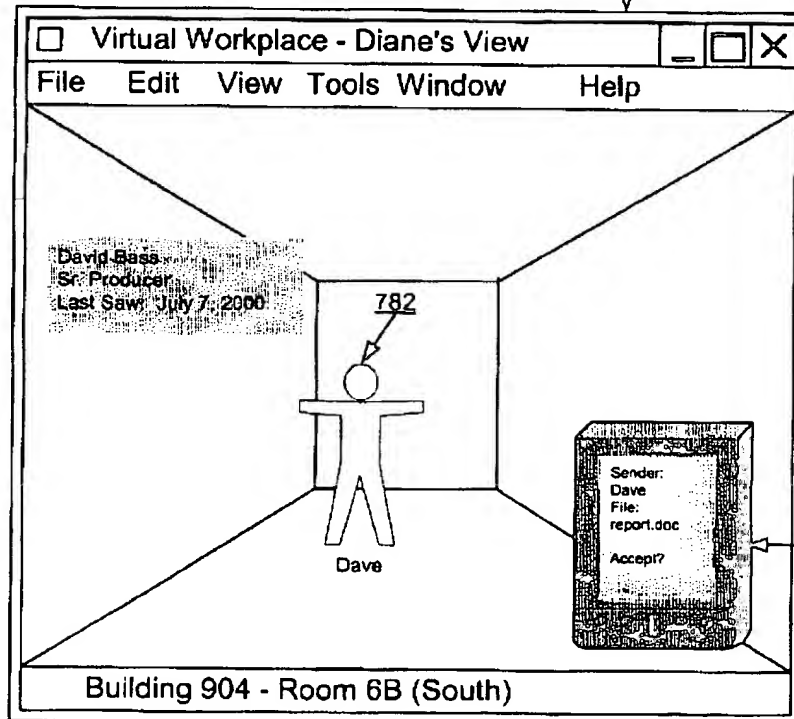 Virtual Workplace - Diane's View
File Edit View Tools Window Help
David Bass
Sr. Producer
Last Saw: July 7, 2000
782
Sender:
Dave
File:
report.doc
Accept?
Dave
Building 904 - Room 6B (South)